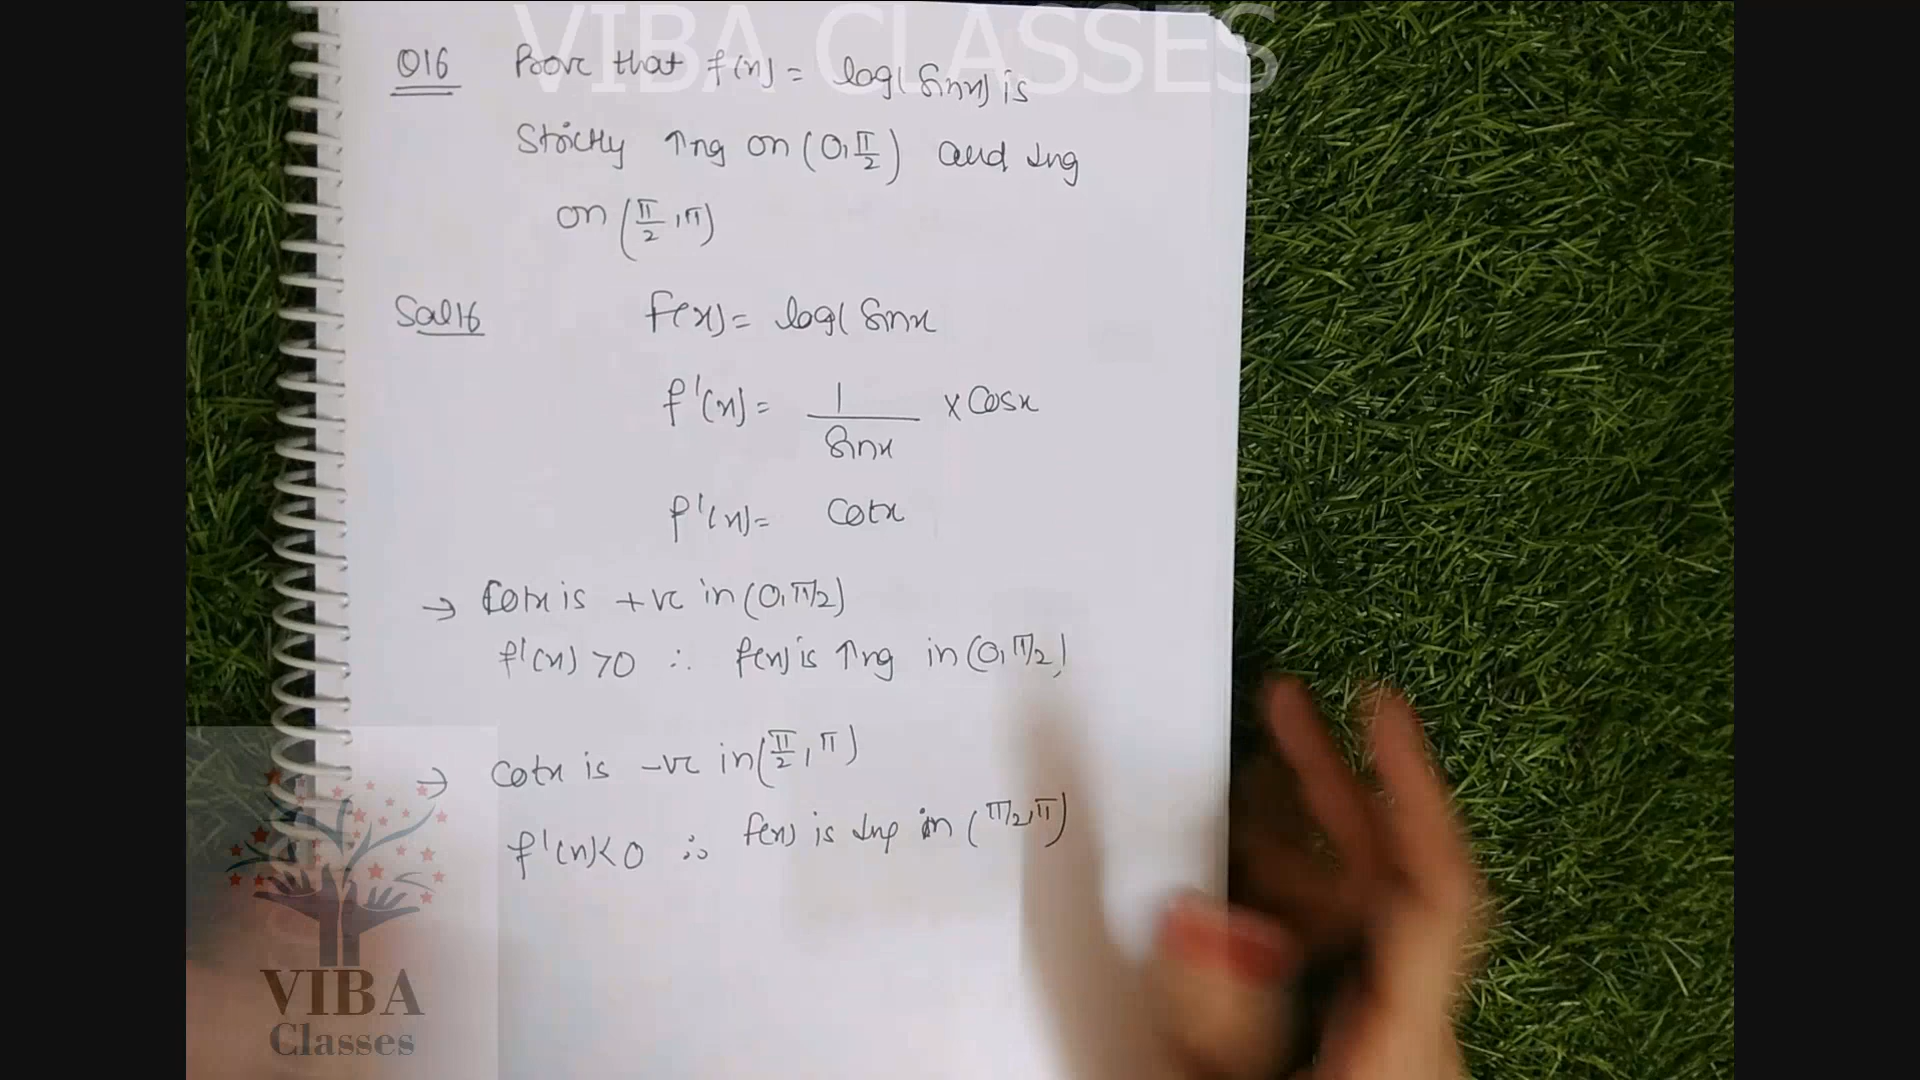 VIBA CLASSES
Q16 Prove that f(x) = log(sinx) is
Strictly ↑ng on (0, π/2) and ↓ng
on (π/2, π)
Sol16 f(x) = log(sinx
f'(x) = 1/sinx × cosx
f'(x) = cotx
→ cotx is +ve in (0, π/2)
f'(x) > 0 ∴ f(x) is ↑ng in (0, π/2)
→ cotx is -ve in (π/2, π)
f'(x) < 0 ∴ f(x) is ↓ng in (π/2, π)
VIBA
Classes